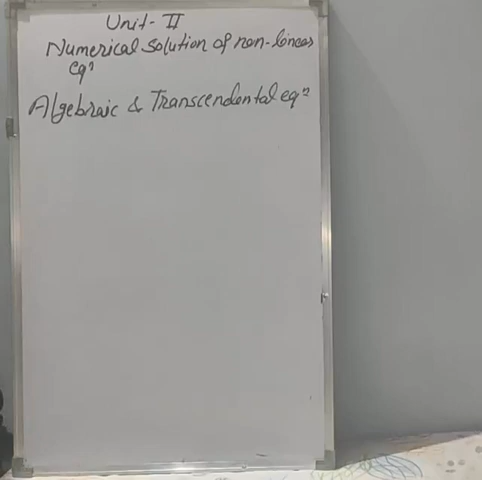 Unit- II
Numerical solution of non-linear
eqⁿ
Algebraic & Transcendental eqⁿ